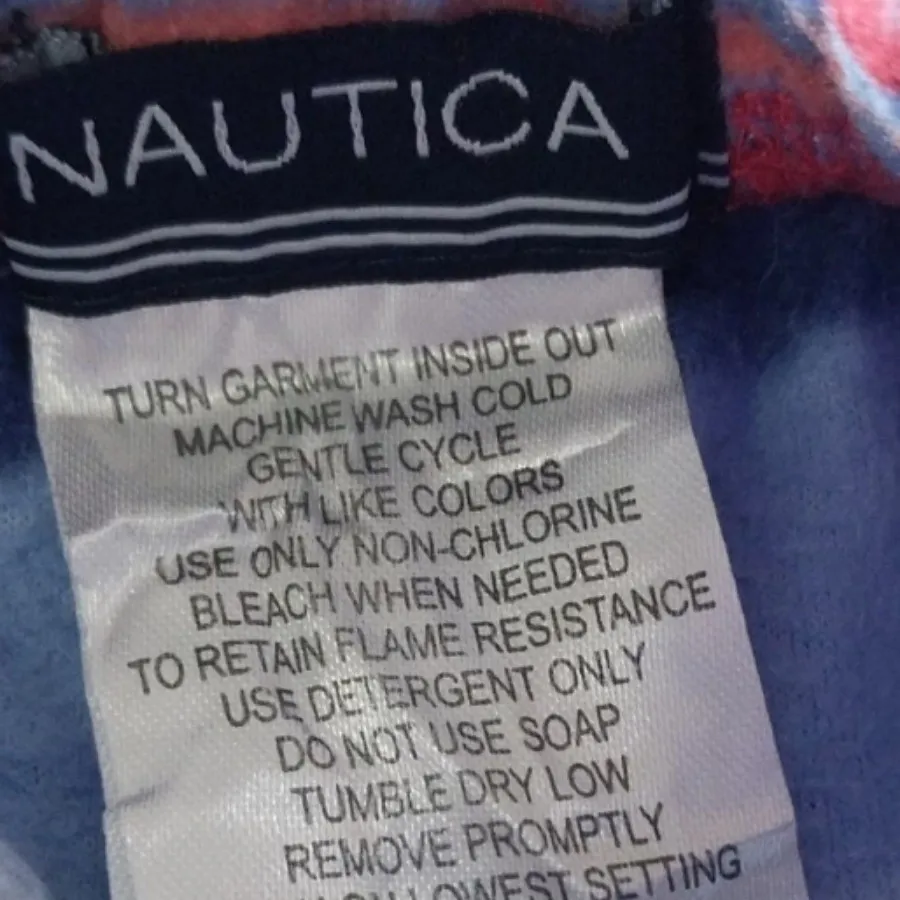 NAUTICA
TURN GARMENT INSIDE OUT
MACHINE WASH COLD
GENTLE CYCLE
WITH LIKE COLORS
USE ONLY NON-CHLORINE
BLEACH WHEN NEEDED
TO RETAIN FLAME RESISTANCE
USE DETERGENT ONLY
DO NOT USE SOAP
TUMBLE DRY LOW
REMOVE PROMPTLY
LOWEST SETTING